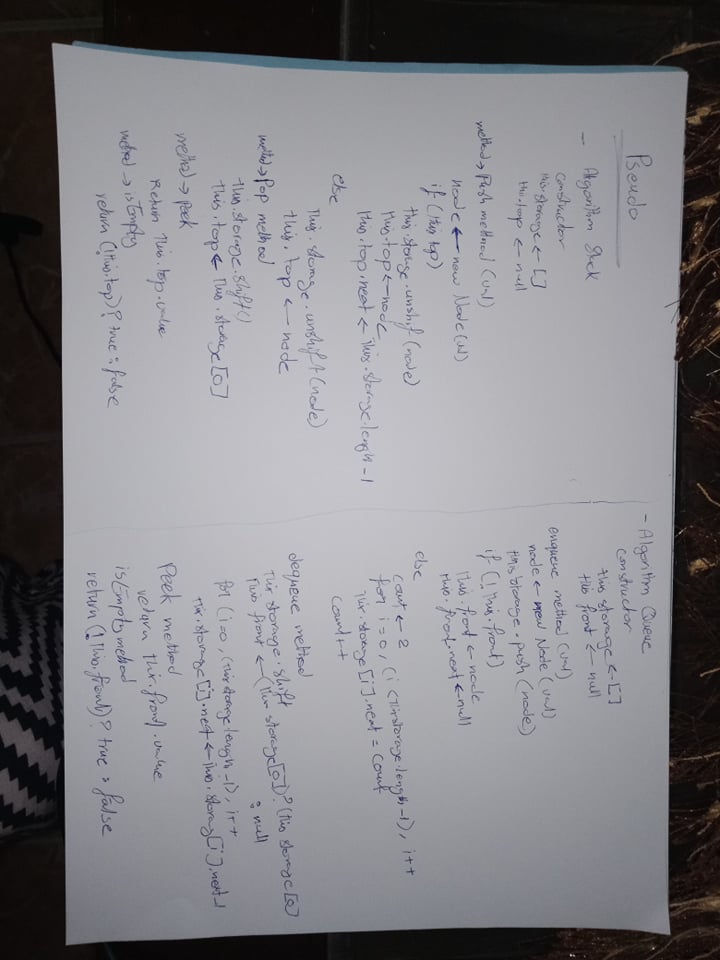 Pseudo
- Algorithm Stack
constructor
this.storage ← []
this.top ← null
method → push method (val)
node ← new Node(val)
if (!this.top)
this.storage.unshif(node)
this.top ← node
this.top.next ← this.storage.length-1
else
this.storage.unshift(node)
this.top ← node
method → Pop method
this.storage.shift()
this.top ← this.storage[0]
method → peek
return this.top.value
method → isEmpty
return (!this.top)? true : false
- Algorithm Queue
constructor
this storage ← []
this front ← null
enqueue method (val)
node ← new Node (val)
this storage.push (node)
if (!this.front)
this.front ← node
this.front.next ← null
else
count ← 2
for i=0, (i < this.storage.length-1), i++
this.storage[i].next = count
count++
dequeue method
this storage.shift
this.front ← (this storage[0])? (this storage[0]
: null
for (i=0, (this.storage.length-1), i++
this.storage[i].next ← this.storag[i].next-1
Peek method
return this.front.value
isEmpty method
return (!this.front)? true : false